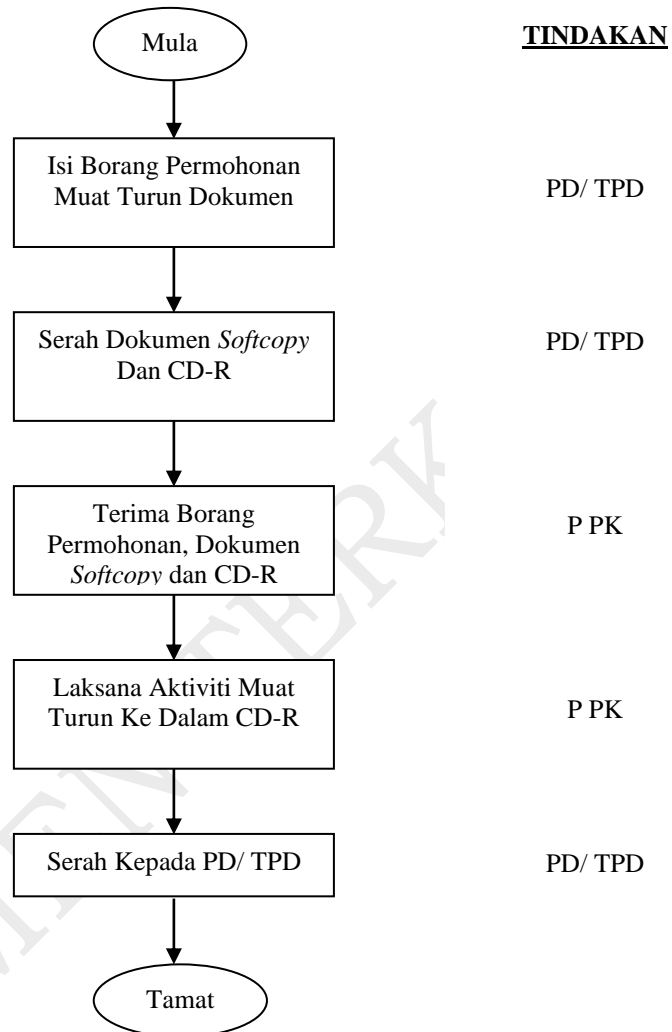 Mula
TINDAKAN
Isi Borang Permohonan
Muat Turun Dokumen
PD/ TPD
Serah Dokumen Softcopy
Dan CD-R
PD/ TPD
Terima Borang
Permohonan, Dokumen
Softcopy dan CD-R
P PK
Laksana Aktiviti Muat
Turun Ke Dalam CD-R
P PK
Serah Kepada PD/ TPD
PD/ TPD
Tamat